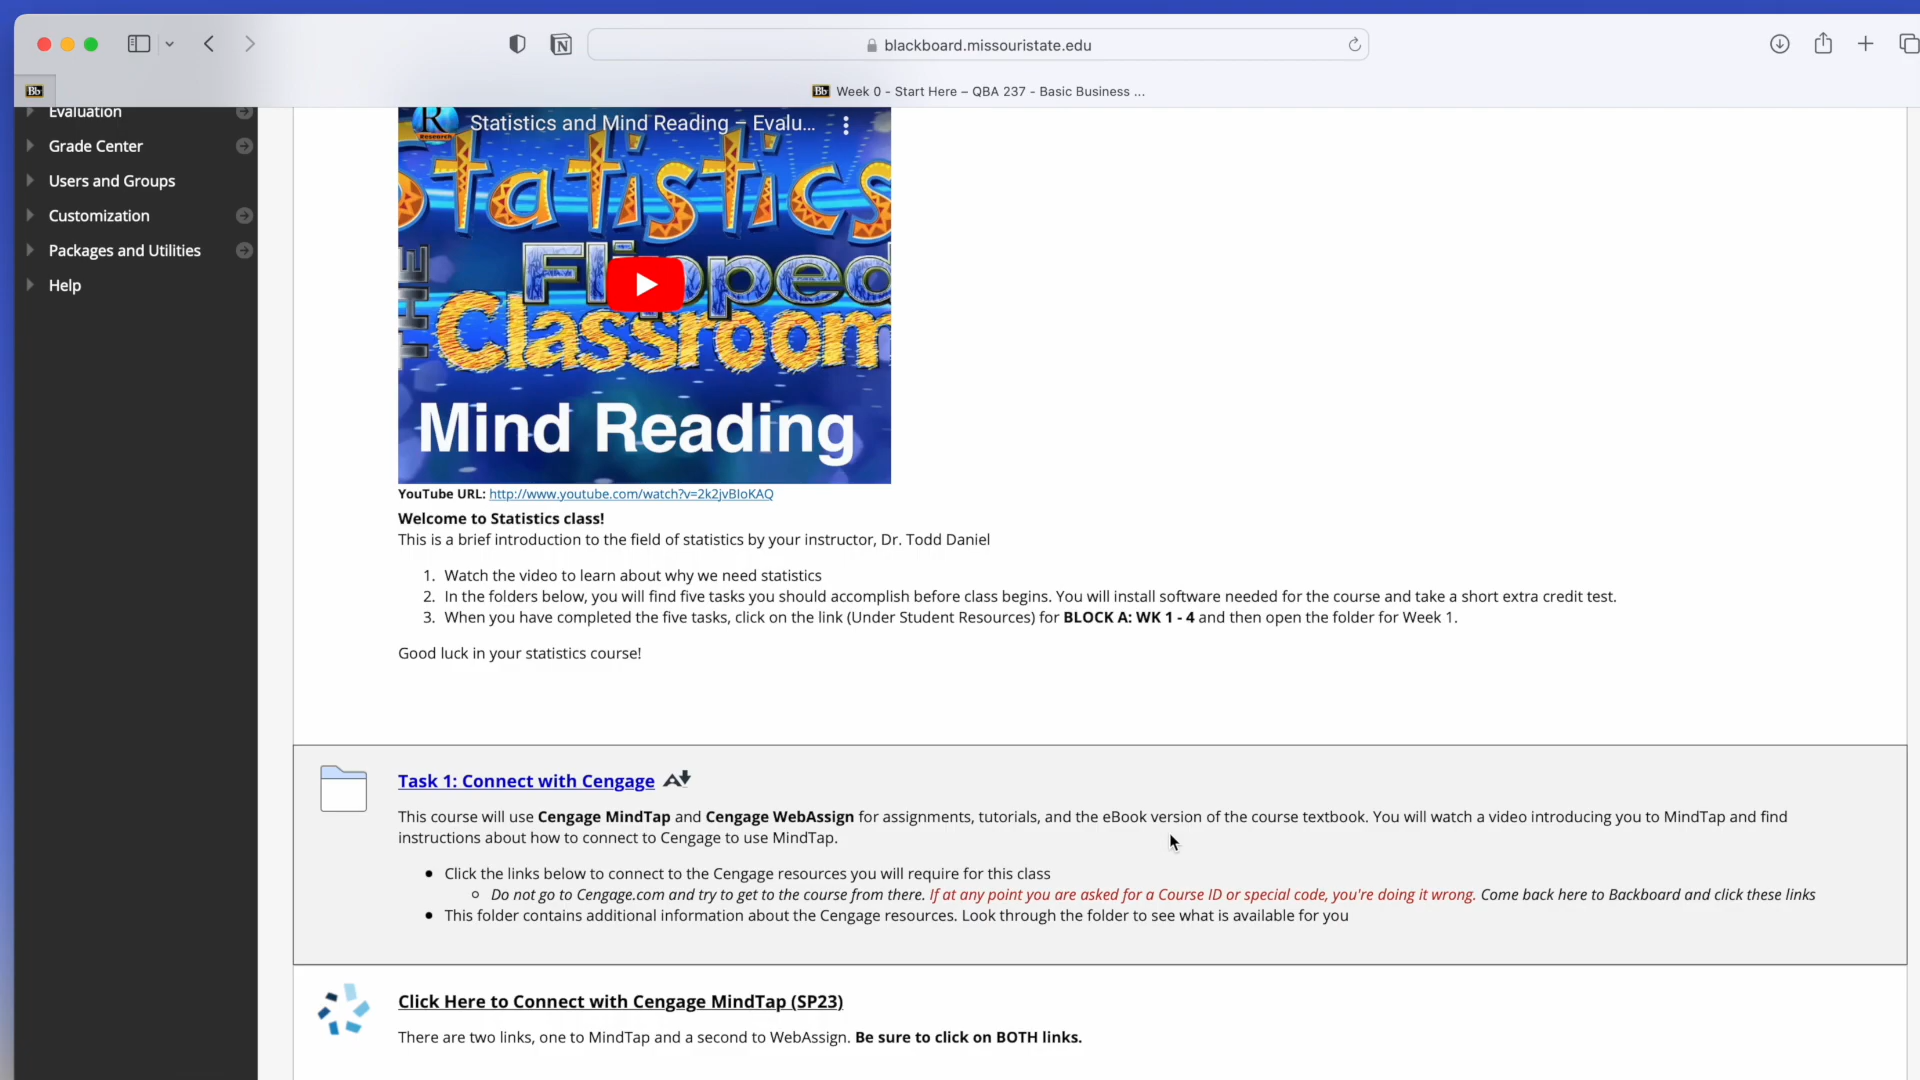 blackboard.missouristate.edu
Bb
Bb Week 0 - Start Here – QBA 237 - Basic Business ...
Evaluation
Grade Center
Users and Groups
Customization
Packages and Utilities
Help
R
Research
Statistics and Mind Reading – Evalu...
Statistics
THE
Flipped
Classroom
Mind Reading
YouTube URL: http://www.youtube.com/watch?v=2k2jvBIoKAQ
Welcome to Statistics class!
This is a brief introduction to the field of statistics by your instructor, Dr. Todd Daniel
1. Watch the video to learn about why we need statistics
2. In the folders below, you will find five tasks you should accomplish before class begins. You will install software needed for the course and take a short extra credit test.
3. When you have completed the five tasks, click on the link (Under Student Resources) for BLOCK A: WK 1 - 4 and then open the folder for Week 1.
Good luck in your statistics course!
Task 1: Connect with Cengage
This course will use Cengage MindTap and Cengage WebAssign for assignments, tutorials, and the eBook version of the course textbook. You will watch a video introducing you to MindTap and find
instructions about how to connect to Cengage to use MindTap.
Click the links below to connect to the Cengage resources you will require for this class
Do not go to Cengage.com and try to get to the course from there. If at any point you are asked for a Course ID or special code, you're doing it wrong. Come back here to Backboard and click these links
This folder contains additional information about the Cengage resources. Look through the folder to see what is available for you
Click Here to Connect with Cengage MindTap (SP23)
There are two links, one to MindTap and a second to WebAssign. Be sure to click on BOTH links.